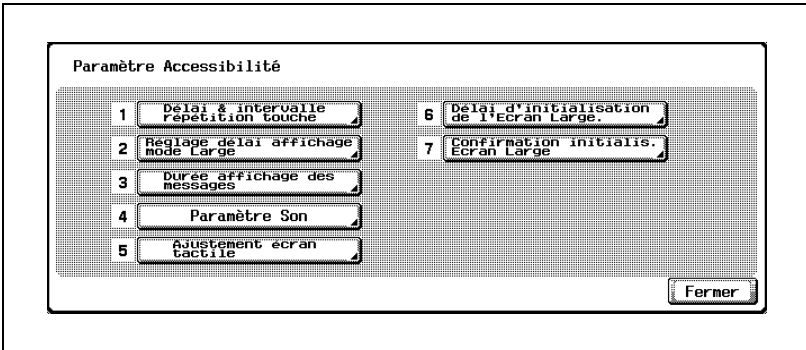 Paramètre Accessibilité
1 Délai & intervalle
répétition touche
2 Réglage délai affichage
mode Large
3 Durée affichage des
messages
4 Paramètre Son
5 Ajustement écran
tactile
6 Délai d'initialisation
de l'Ecran Large.
7 Confirmation initialis.
Ecran Large
Fermer